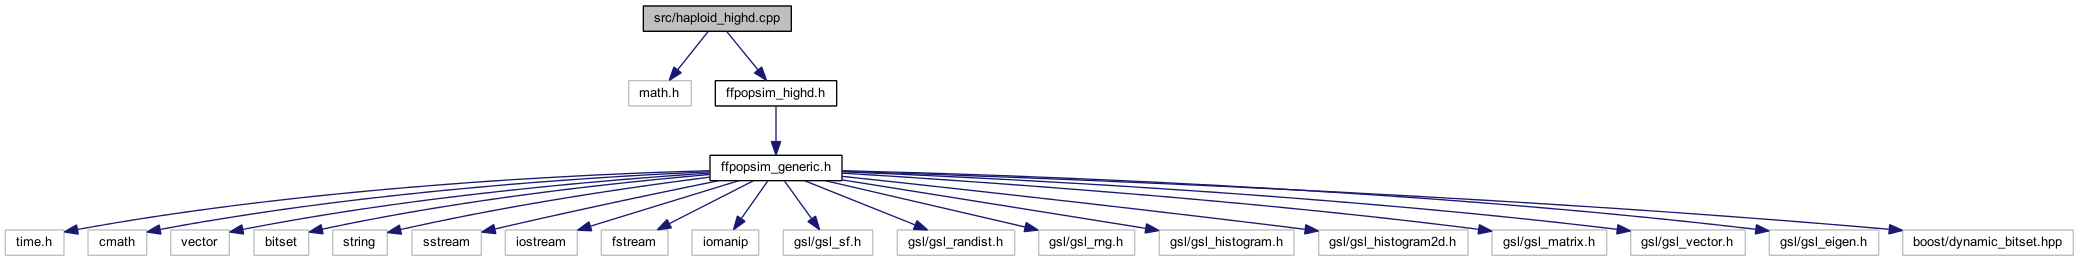 src/haploid_highd.cpp
math.h
ffpopsim_highd.h
ffpopsim_generic.h
time.h
cmath
vector
bitset
string
sstream
iostream
fstream
iomanip
gsl/gsl_sf.h
gsl/gsl_randist.h
gsl/gsl_rng.h
gsl/gsl_histogram.h
gsl/gsl_histogram2d.h
gsl/gsl_matrix.h
gsl/gsl_vector.h
gsl/gsl_eigen.h
boost/dynamic_bitset.hpp